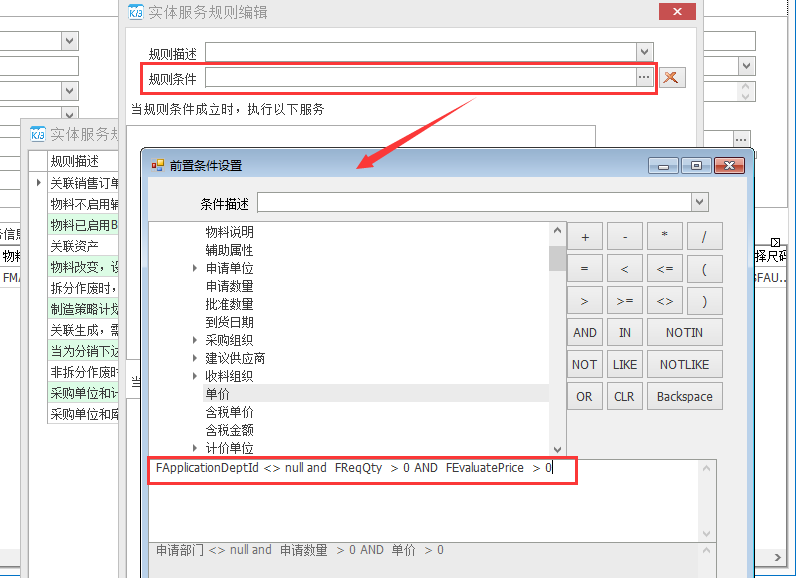 K/3 实体服务规则编辑
规则描述
规则条件
当规则条件成立时，执行以下服务
K/3 实体服务规
规则描述
关联销售订单
物料不启用辅
物料已启用B
关联资产
物料改变，设
拆分作废时，
制造策略计划
关联生成，需
当为分销下达
非拆分作废时
采购单位和计
采购单位和库
信息
物料
FMA
当
择尺码
FAU..
前置条件设置
条件描述
物料说明
辅助属性
申请单位
申请数量
批准数量
到货日期
采购组织
建议供应商
收料组织
单价
含税单价
含税金额
计价单位
+ - * /
= < <= (
> >= <> )
AND IN NOTIN
NOT LIKE NOTLIKE
OR CLR Backspace
FApplicationDeptId <> null and FReqQty > 0 AND FEvaluatePrice > 0
申请部门 <> null and 申请数量 > 0 AND 单价 > 0